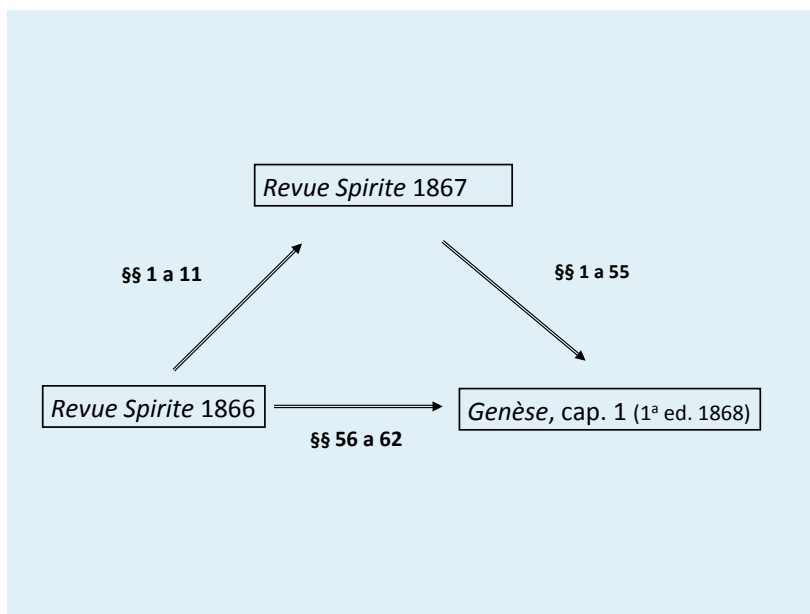 Revue Spirite 1867
§§ 1 a 11
§§ 1 a 55
Revue Spirite 1866
Genèse, cap. 1 (1ª ed. 1868)
§§ 56 a 62